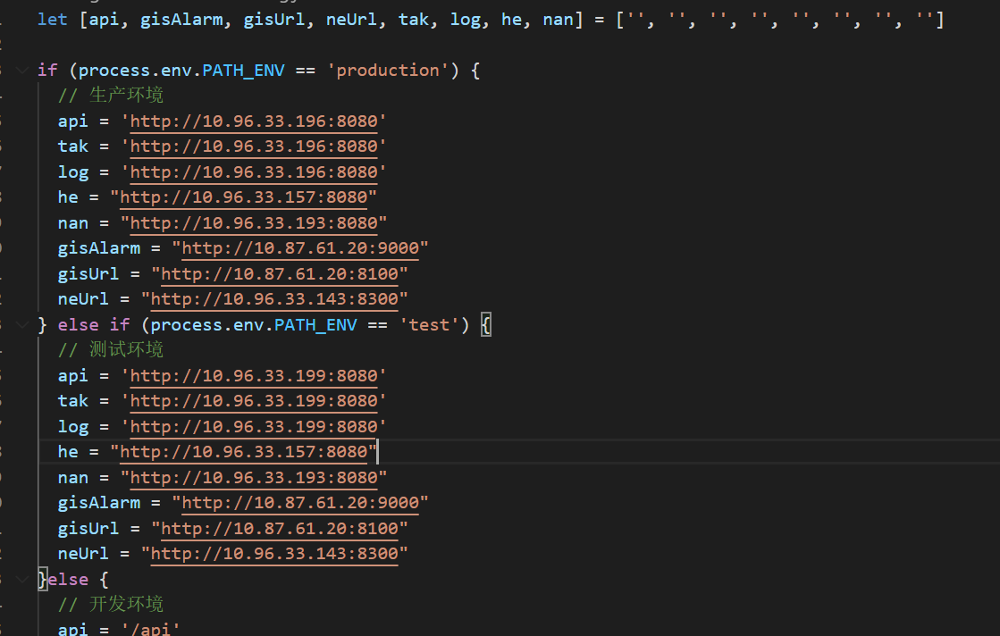 let [api, gisAlarm, gisUrl, neUrl, tak, log, he, nan] = ['', '', '', '', '', '', '', '']
if (process.env.PATH_ENV == 'production') {
// 生产环境
api = 'http://10.96.33.196:8080'
tak = 'http://10.96.33.196:8080'
log = 'http://10.96.33.196:8080'
he = "http://10.96.33.157:8080"
nan = "http://10.96.33.193:8080"
gisAlarm = "http://10.87.61.20:9000"
gisUrl = "http://10.87.61.20:8100"
neUrl = "http://10.96.33.143:8300"
} else if (process.env.PATH_ENV == 'test') {
// 测试环境
api = 'http://10.96.33.199:8080'
tak = 'http://10.96.33.199:8080'
log = 'http://10.96.33.199:8080'
he = "http://10.96.33.157:8080"
nan = "http://10.96.33.193:8080"
gisAlarm = "http://10.87.61.20:9000"
gisUrl = "http://10.87.61.20:8100"
neUrl = "http://10.96.33.143:8300"
}else {
// 开发环境
api = '/api'